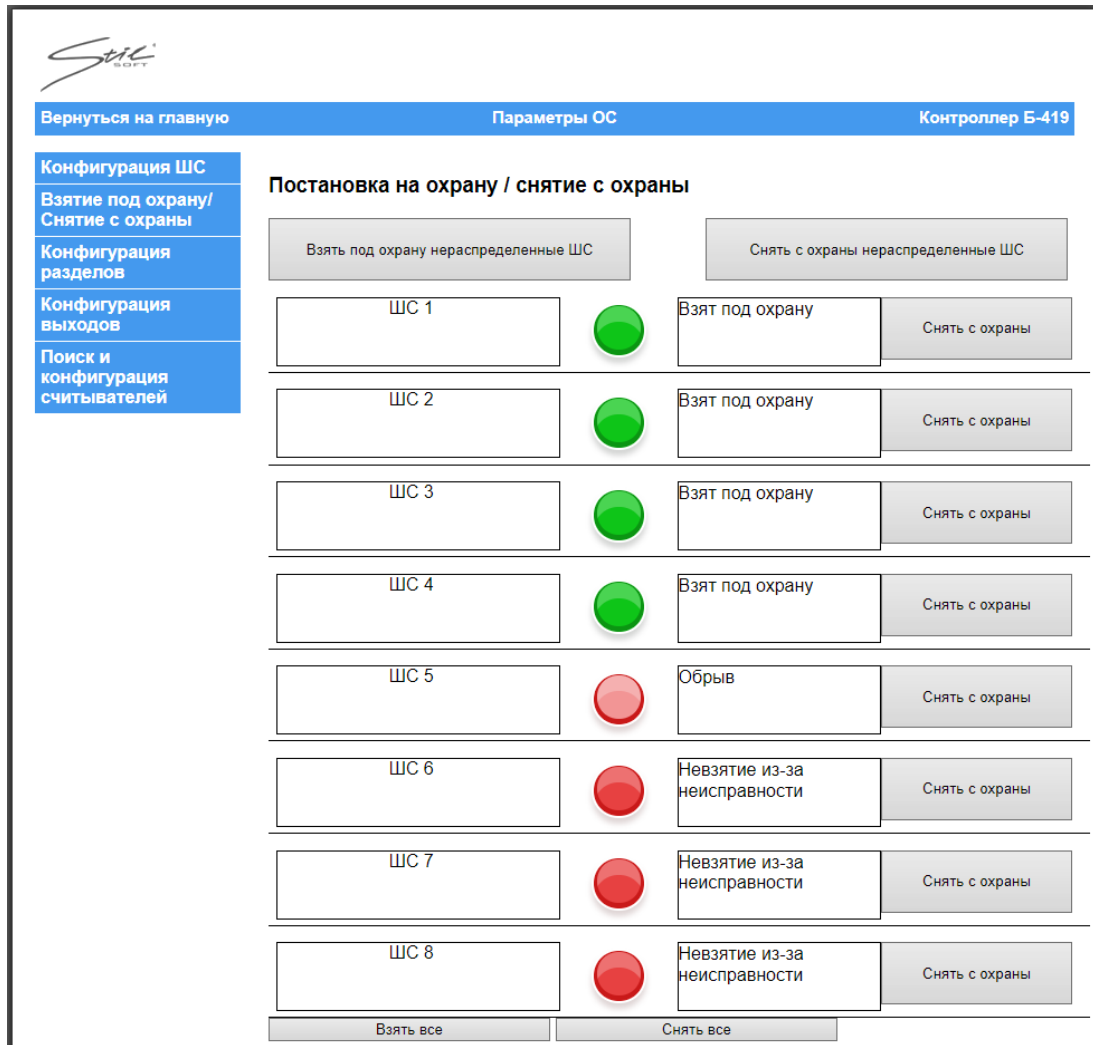 Stil
SOFT
Вернуться на главную Параметры ОС Контроллер Б-419
Конфигурация ШС
Взятие под охрану/
Снятие с охраны
Конфигурация
разделов
Конфигурация
выходов
Поиск и
конфигурация
считывателей
Постановка на охрану / снятие с охраны
Взять под охрану нераспределенные ШС Снять с охраны нераспределенные ШС
ШС 1 Взят под охрану Снять с охраны
ШС 2 Взят под охрану Снять с охраны
ШС 3 Взят под охрану Снять с охраны
ШС 4 Взят под охрану Снять с охраны
ШС 5 Обрыв Снять с охраны
ШС 6 Невзятие из-за
неисправности Снять с охраны
ШС 7 Невзятие из-за
неисправности Снять с охраны
ШС 8 Невзятие из-за
неисправности Снять с охраны
Взять все Снять все